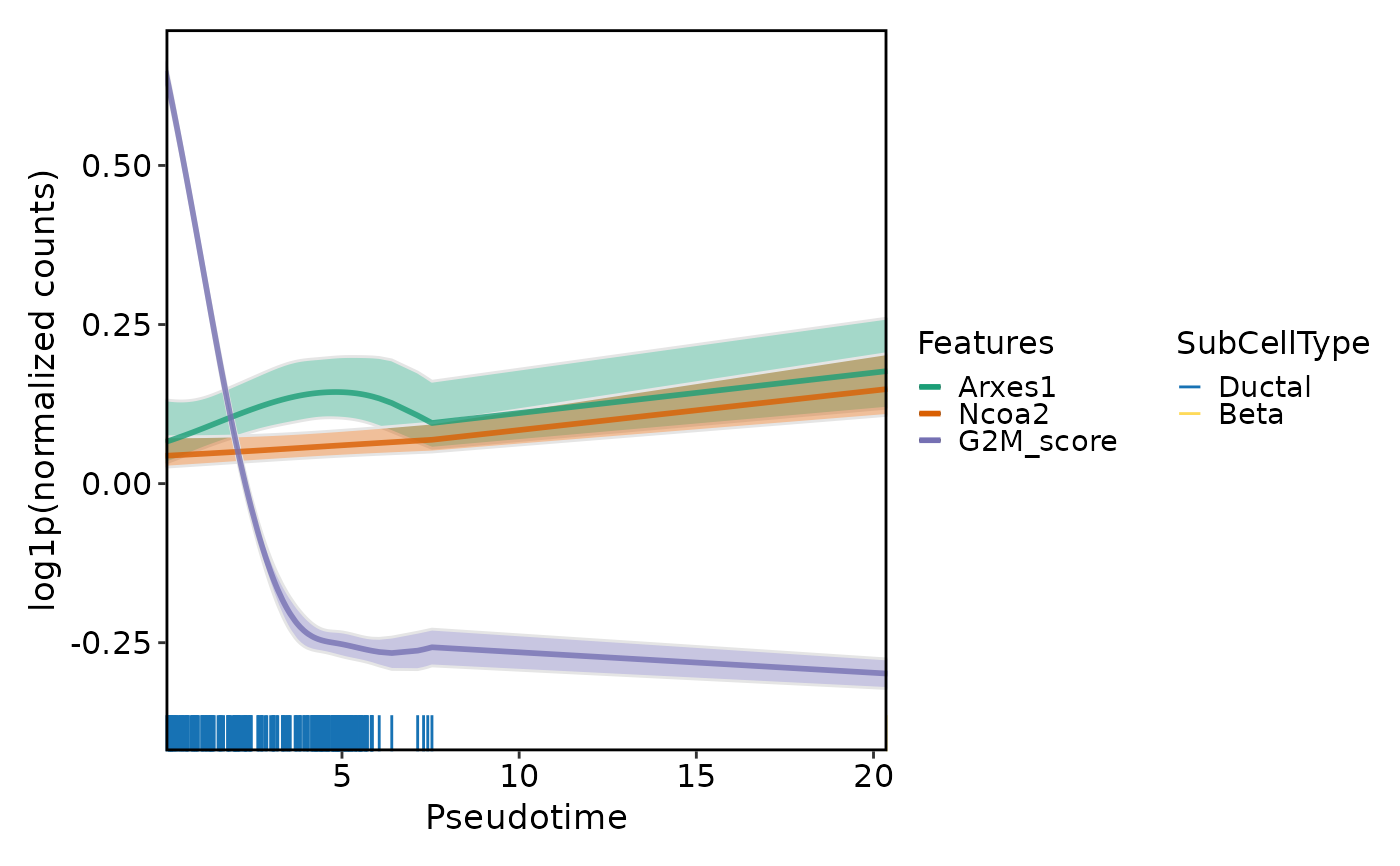 log1p(normalized counts)
0.50
0.25
0.00
-0.25
5
10
15
20
Pseudotime
Features
Arxes1
Ncoa2
G2M_score
SubCellType
Ductal
Beta